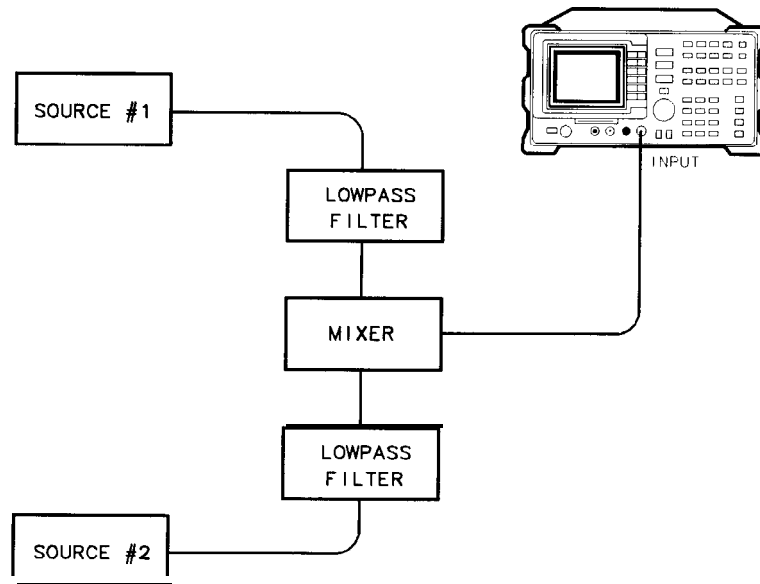 SOURCE #1
INPUT
LOWPASS
FILTER
MIXER
LOWPASS
FILTER
SOURCE #2